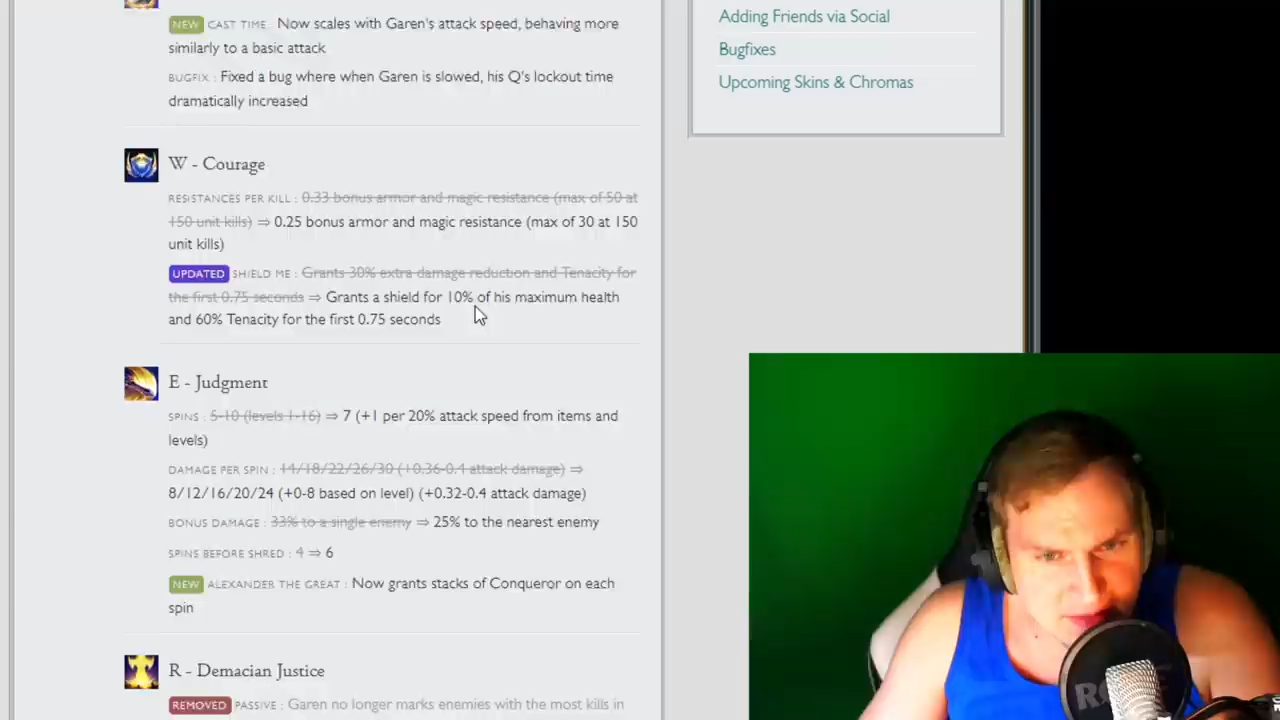 NEW CAST TIME: Now scales with Garen's attack speed, behaving more
similarly to a basic attack
BUGFIX : Fixed a bug where when Garen is slowed, his Q's lockout time
dramatically increased
W - Courage
RESISTANCES PER KILL : 0.33 bonus armor and magic resistance (max of 50 at
150 unit kills) ⇒ 0.25 bonus armor and magic resistance (max of 30 at 150
unit kills)
UPDATED SHIELD ME : Grants 30% extra damage reduction and Tenacity for
the first 0.75 seconds ⇒ Grants a shield for 10% of his maximum health
and 60% Tenacity for the first 0.75 seconds
E - Judgment
SPINS : 5-10 (levels 1-16) ⇒ 7 (+1 per 20% attack speed from items and
levels)
DAMAGE PER SPIN : 14/18/22/26/30 (+0.36-0.4 attack damage) ⇒
8/12/16/20/24 (+0-8 based on level) (+0.32-0.4 attack damage)
BONUS DAMAGE : 33% to a single enemy ⇒ 25% to the nearest enemy
SPINS BEFORE SHRED : 4 ⇒ 6
NEW ALEXANDER THE GREAT : Now grants stacks of Conqueror on each
spin
R - Demacian Justice
REMOVED PASSIVE : Garen no longer marks enemies with the most kills in
Adding Friends via Social
Bugfixes
Upcoming Skins & Chromas